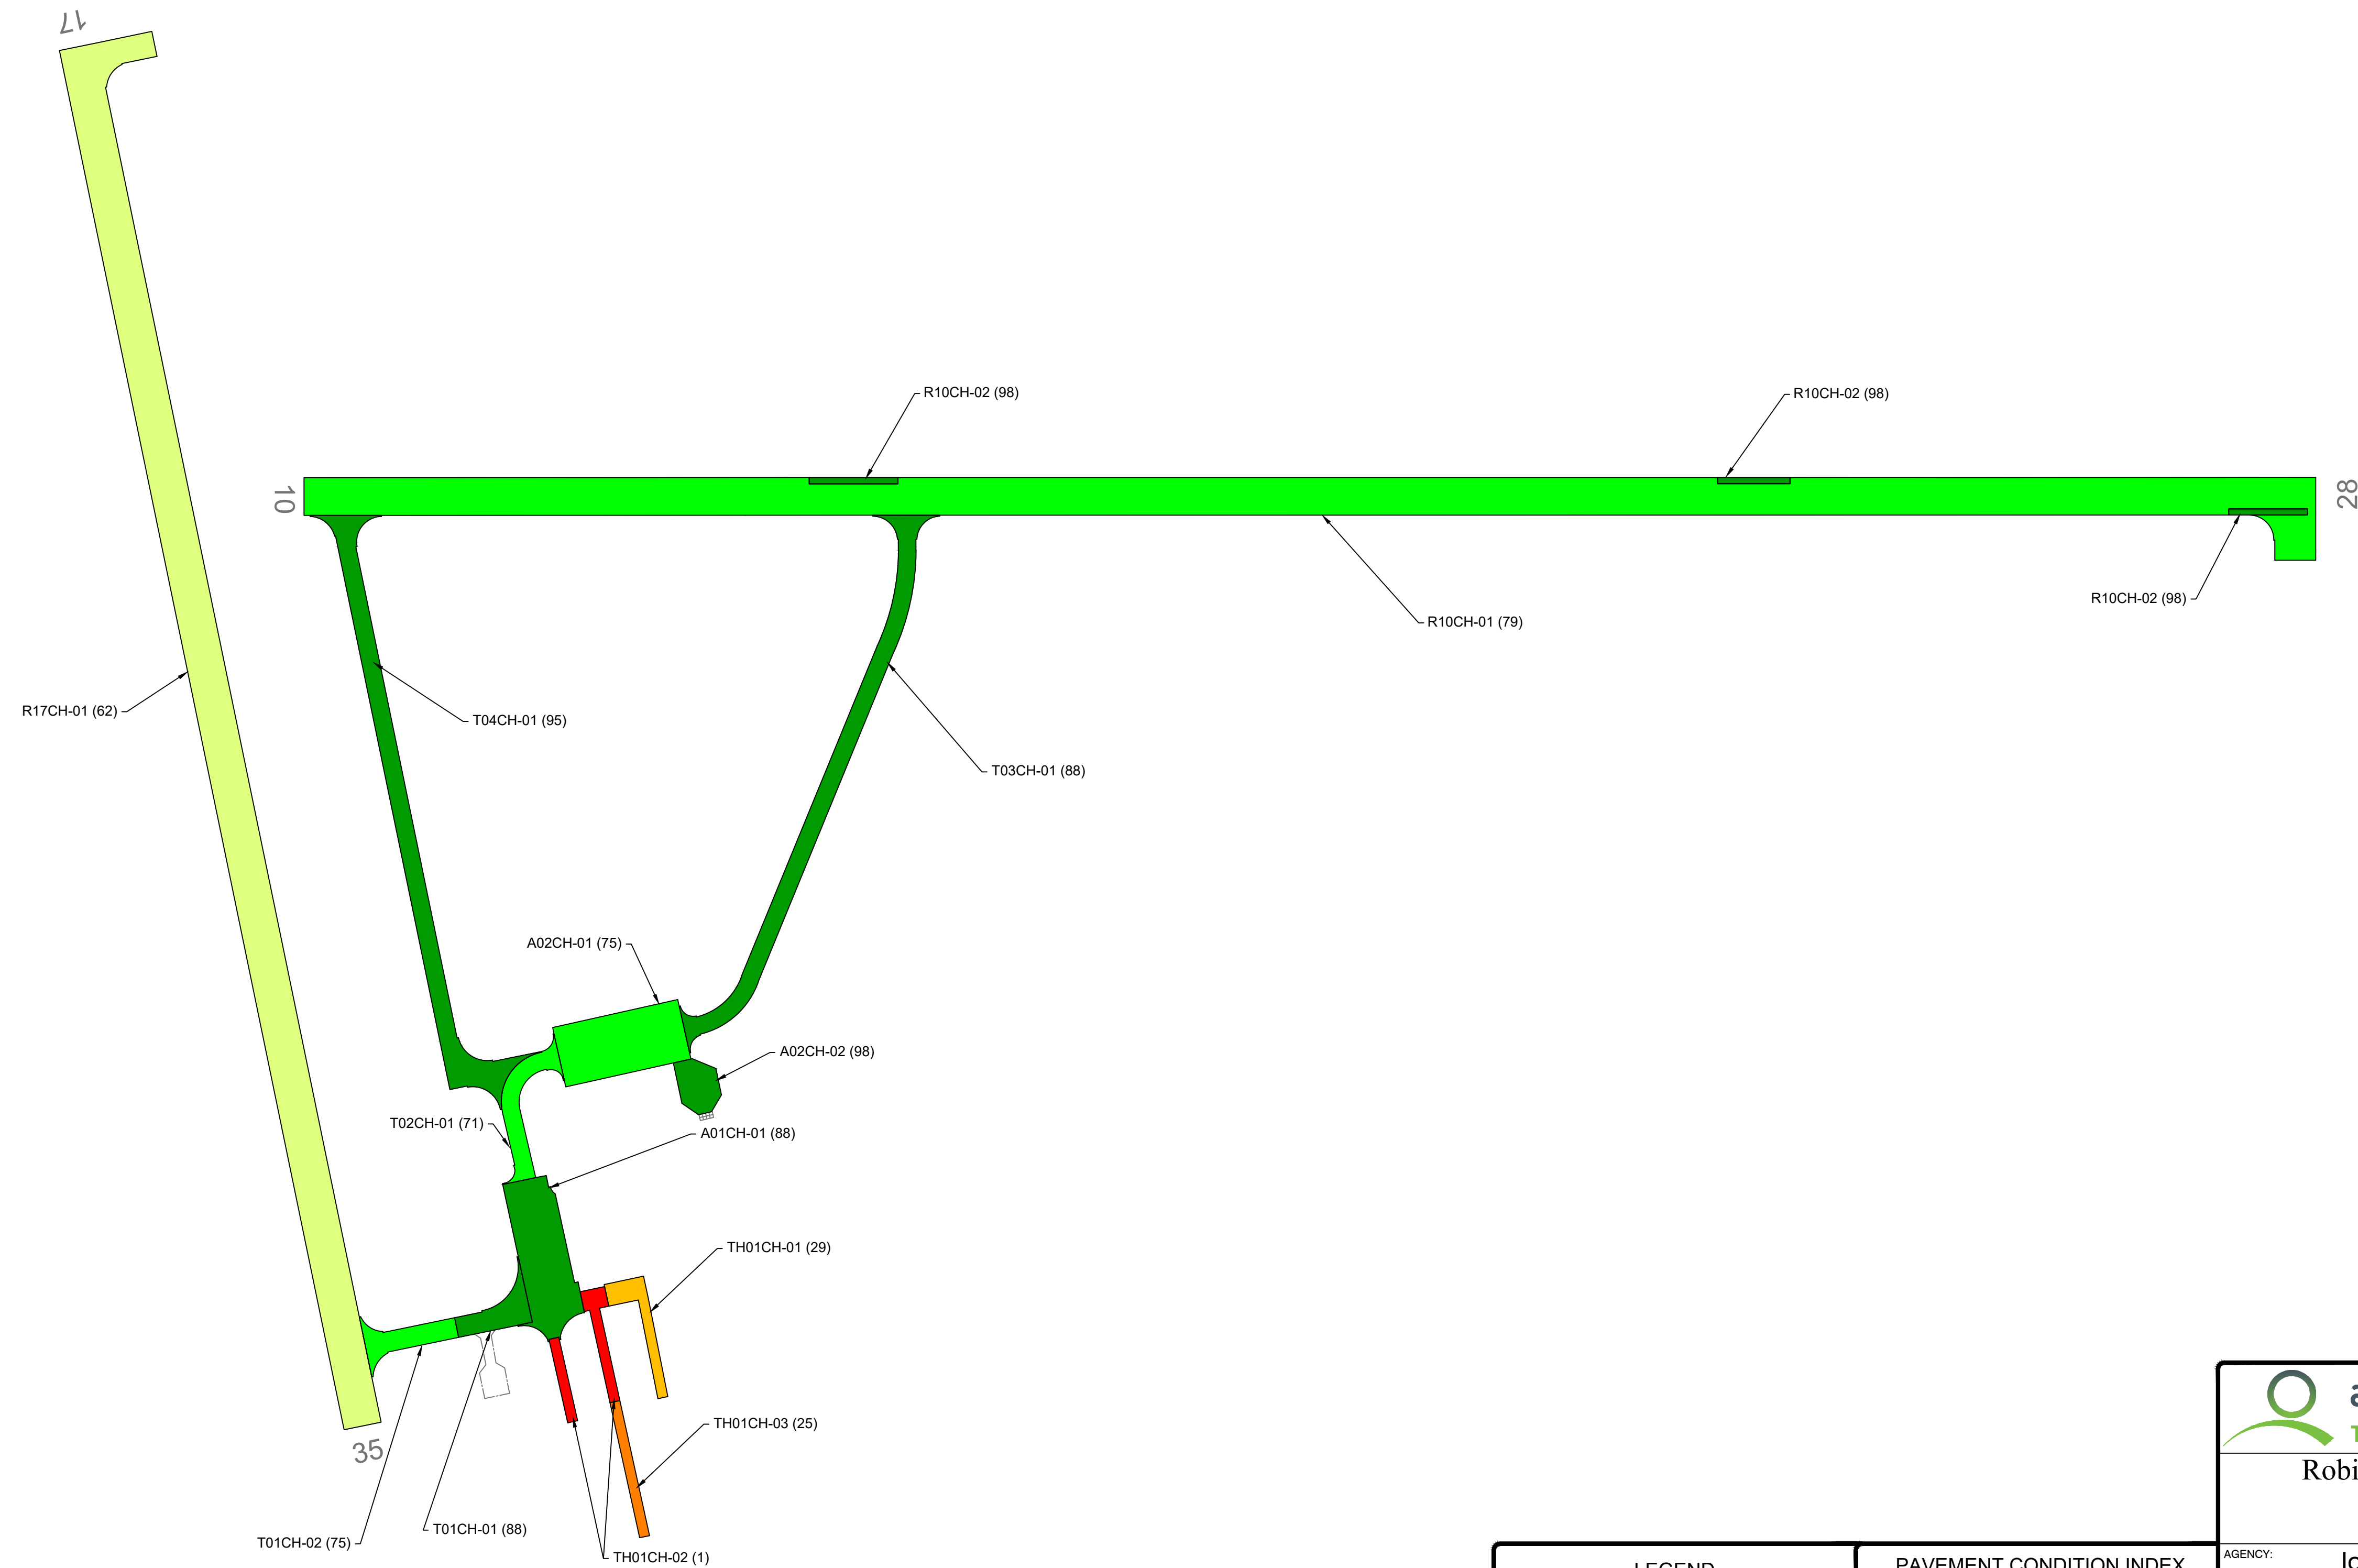 17
R10CH-02 (98)
R10CH-02 (98)
10
28
R10CH-02 (98)
R10CH-01 (79)
R17CH-01 (62)
T04CH-01 (95)
T03CH-01 (88)
A02CH-01 (75)
A02CH-02 (98)
T02CH-01 (71)
A01CH-01 (88)
TH01CH-01 (29)
TH01CH-03 (25)
35
T01CH-01 (88)
T01CH-02 (75)
TH01CH-02 (1)
LEGEND
PAVEMENT CONDITION INDEX
Robi
AGENCY: